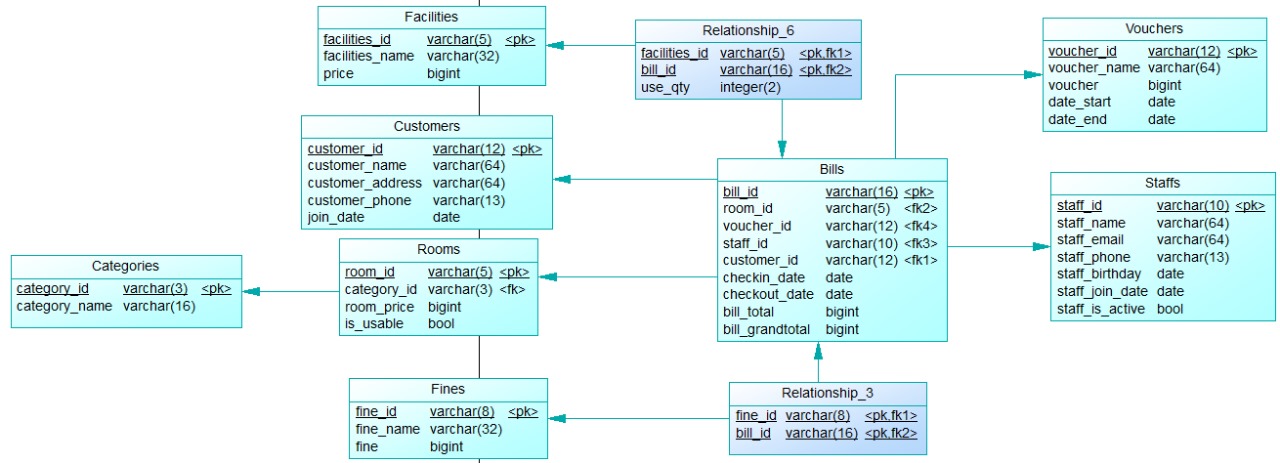 Facilities
facilities_id varchar(5) <pk>
facilities_name varchar(32)
price bigint
Relationship_6
facilities_id varchar(5) <pk,fk1>
bill_id varchar(16) <pk,fk2>
use_qty integer(2)
Vouchers
voucher_id varchar(12) <pk>
voucher_name varchar(64)
voucher bigint
date_start date
date_end date
Customers
customer_id varchar(12) <pk>
customer_name varchar(64)
customer_address varchar(64)
customer_phone varchar(13)
join_date date
Bills
bill_id varchar(16) <pk>
room_id varchar(5) <fk2>
voucher_id varchar(12) <fk4>
staff_id varchar(10) <fk3>
customer_id varchar(12) <fk1>
checkin_date date
checkout_date date
bill_total bigint
bill_grandtotal bigint
Staffs
staff_id varchar(10) <pk>
staff_name varchar(64)
staff_email varchar(64)
staff_phone varchar(13)
staff_birthday date
staff_join_date date
staff_is_active bool
Categories
category_id varchar(3) <pk>
category_name varchar(16)
Rooms
room_id varchar(5) <pk>
category_id varchar(3) <fk>
room_price bigint
is_usable bool
Fines
fine_id varchar(8) <pk>
fine_name varchar(32)
fine bigint
Relationship_3
fine_id varchar(8) <pk,fk1>
bill_id varchar(16) <pk,fk2>